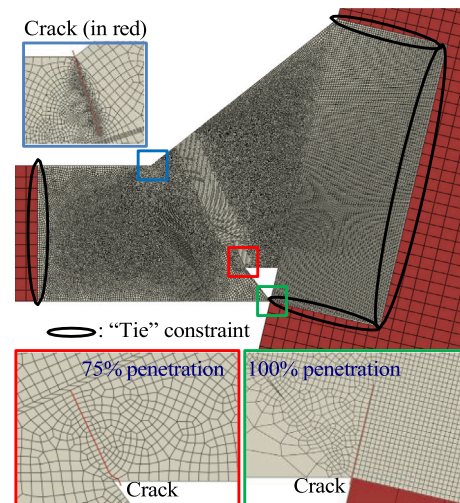 Crack (in red)
: “Tie” constraint
75% penetration
100% penetration
Crack
Crack